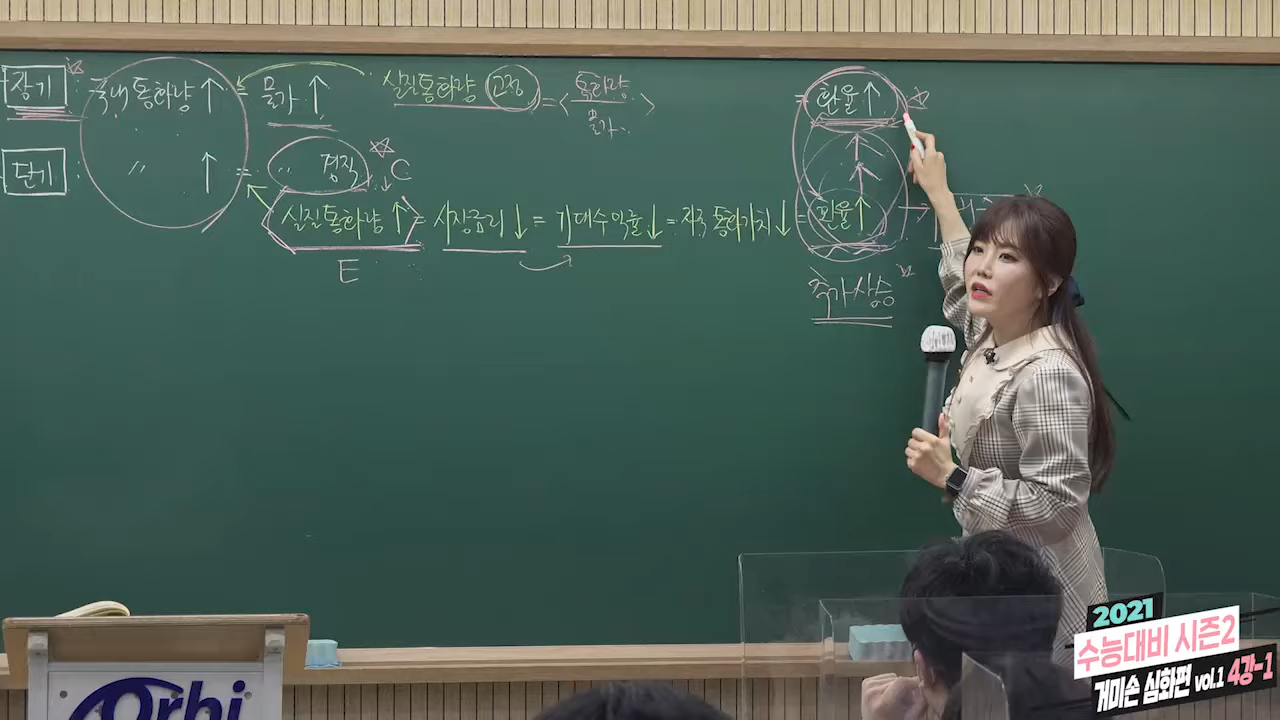 장기 : 국내 통화량 ↑ = 물가 ↑ 실질통화량 고정 = < 통화량 / 물가 > = 환율 ↑
단기 : 〃 ↑ = 〃 경직 C
실질통화량 ↑ = 시장금리 ↓ = 기대수익률 ↓ = 자국 통화가치 ↓ = 환율 ↑ →
E
추가상승
Orbi
2021
수능대비 시즌2
거미손 심화편 vol.1 4강-1